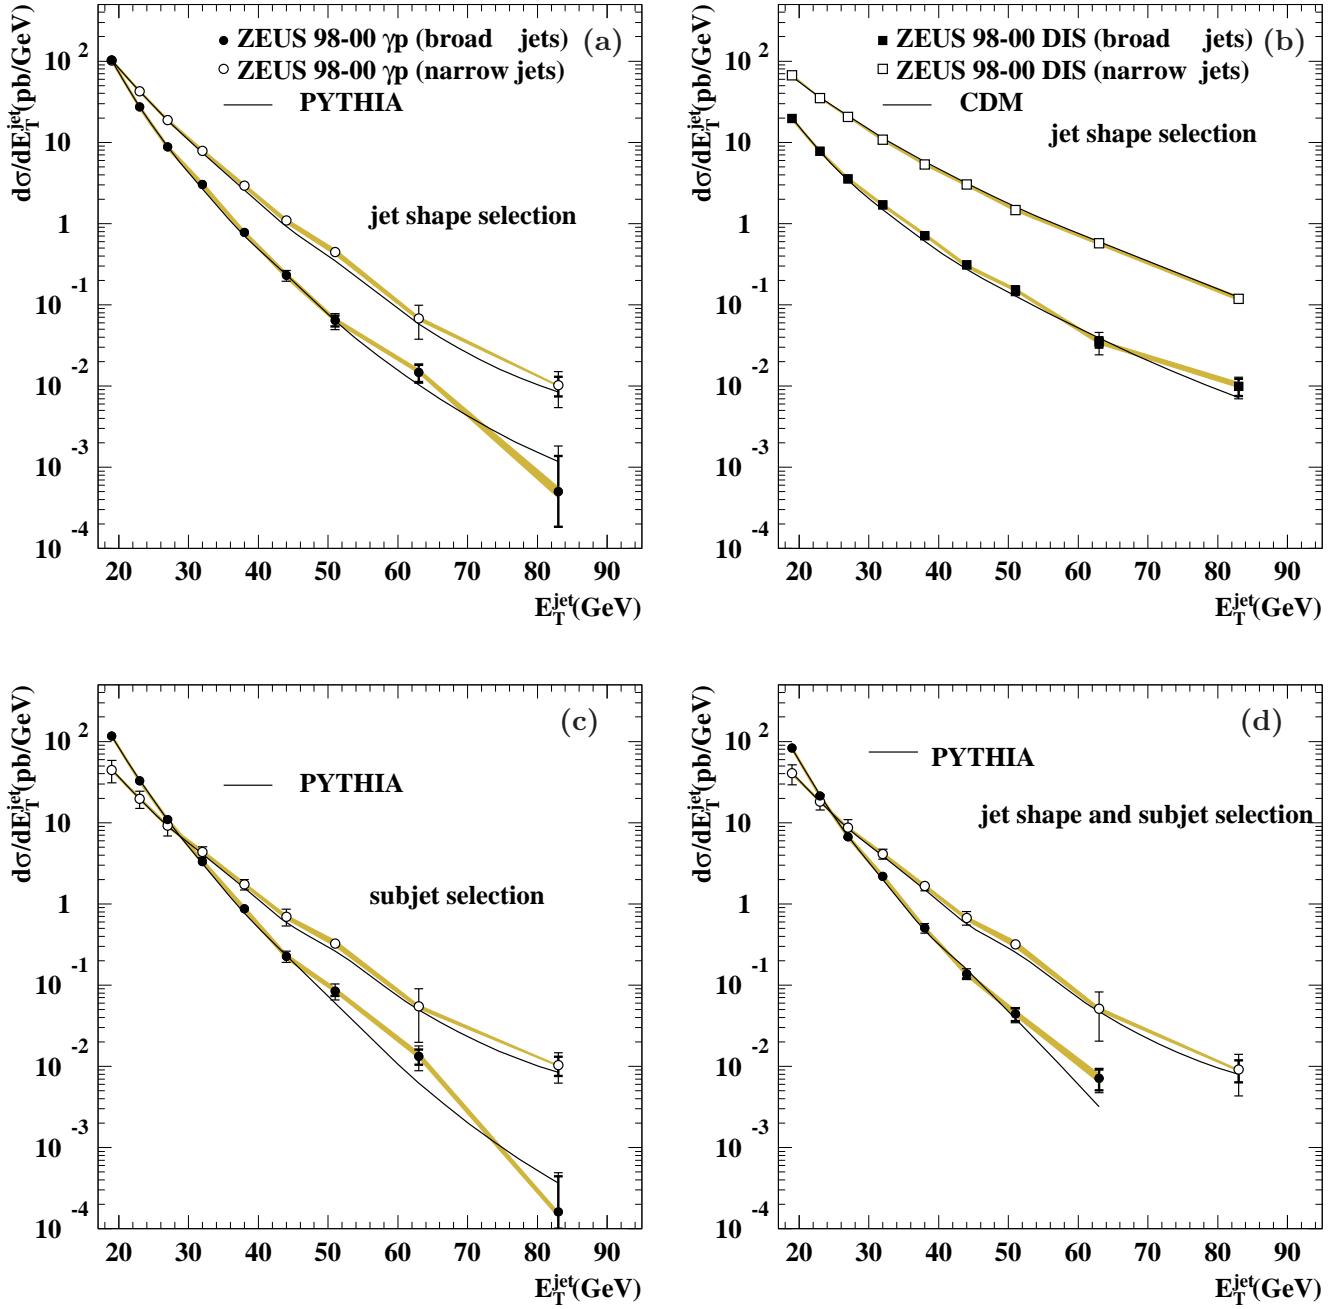 dσ/dE_T^jet(pb/GeV)
ZEUS 98-00 γp (broad jets)
(a)
ZEUS 98-00 γp (narrow jets)
PYTHIA
jet shape selection
10^2
10
1
10^-1
10^-2
10^-3
10^-4
20 30 40 50 60 70 80 90
E_T^jet(GeV)
dσ/dE_T^jet(pb/GeV)
ZEUS 98-00 DIS (broad jets)
(b)
ZEUS 98-00 DIS (narrow jets)
CDM
jet shape selection
10^2
10
1
10^-1
10^-2
10^-3
10^-4
20 30 40 50 60 70 80 90
E_T^jet(GeV)
dσ/dE_T^jet(pb/GeV)
(c)
PYTHIA
subjet selection
10^2
10
1
10^-1
10^-2
10^-3
10^-4
20 30 40 50 60 70 80 90
E_T^jet(GeV)
dσ/dE_T^jet(pb/GeV)
(d)
PYTHIA
jet shape and subjet selection
10^2
10
1
10^-1
10^-2
10^-3
10^-4
20 30 40 50 60 70 80 90
E_T^jet(GeV)